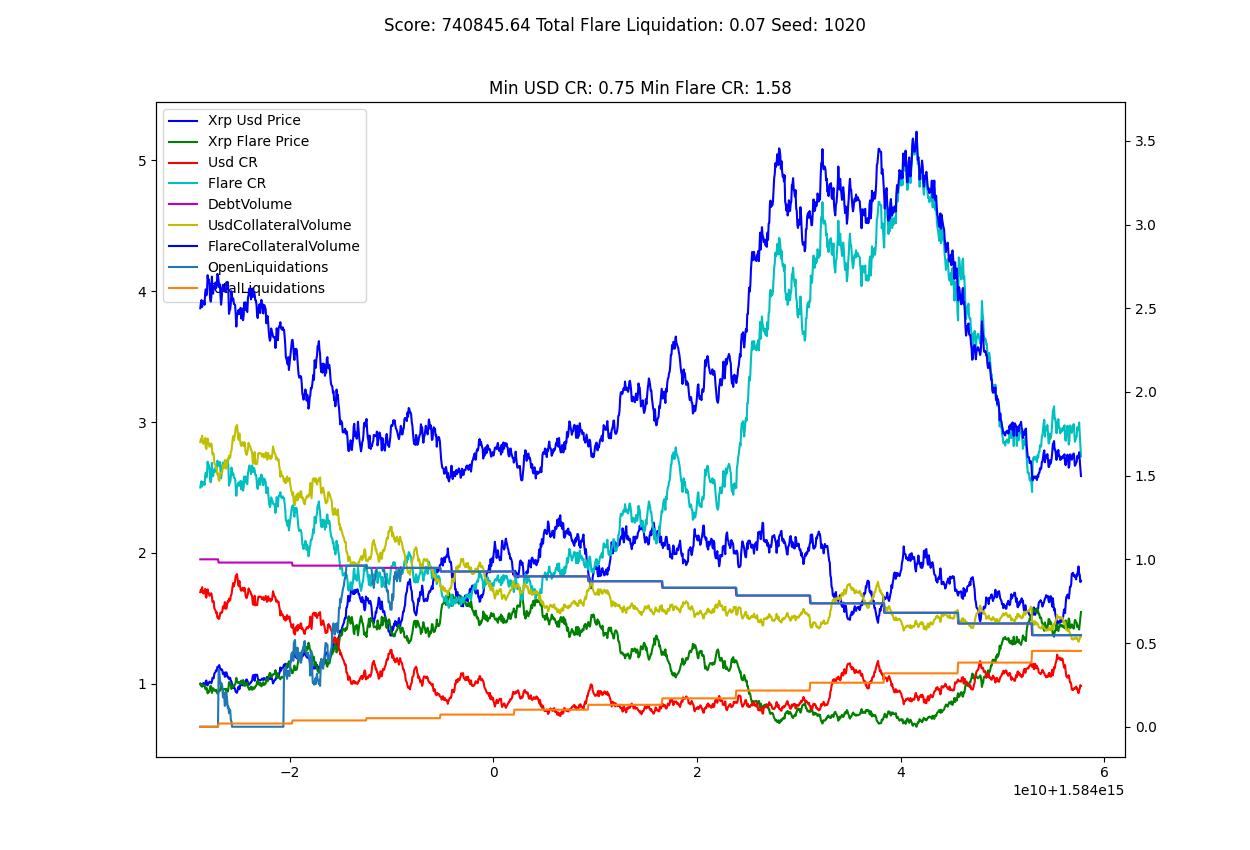 Score: 740845.64 Total Flare Liquidation: 0.07 Seed: 1020
Min USD CR: 0.75 Min Flare CR: 1.58
Xrp Usd Price
Xrp Flare Price
Usd CR
Flare CR
DebtVolume
UsdCollateralVolume
FlareCollateralVolume
OpenLiquidations
TotalLiquidations
5
4
3
2
1
3.5
3.0
2.5
2.0
1.5
1.0
0.5
0.0
−2
0
2
4
6
1e10+1.584e15